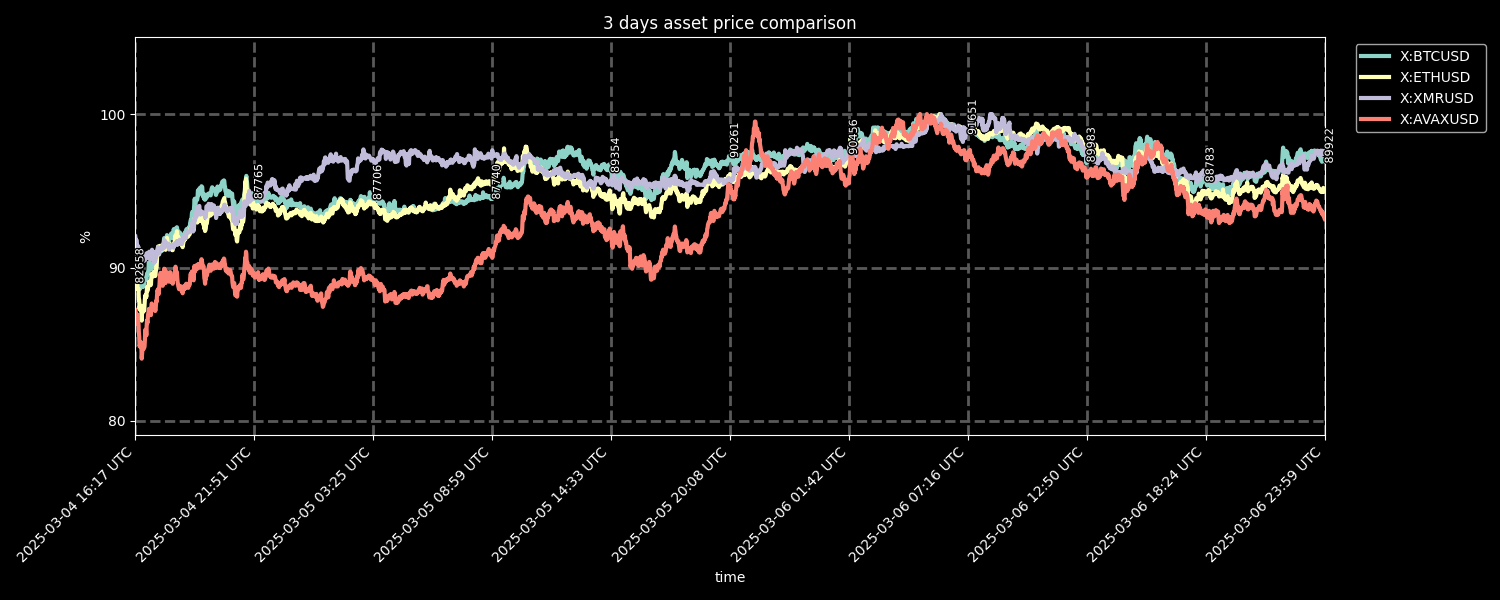 3 days asset price comparison
X:BTCUSD
X:ETHUSD
X:XMRUSD
X:AVAXUSD
%
100
90
80
82658
87765
87706
87740
89354
90261
90456
91651
89983
88783
89922
2025-03-04 16:17 UTC
2025-03-04 21:51 UTC
2025-03-05 03:25 UTC
2025-03-05 08:59 UTC
2025-03-05 14:33 UTC
2025-03-05 20:08 UTC
2025-03-06 01:42 UTC
2025-03-06 07:16 UTC
2025-03-06 12:50 UTC
2025-03-06 18:24 UTC
2025-03-06 23:59 UTC
time